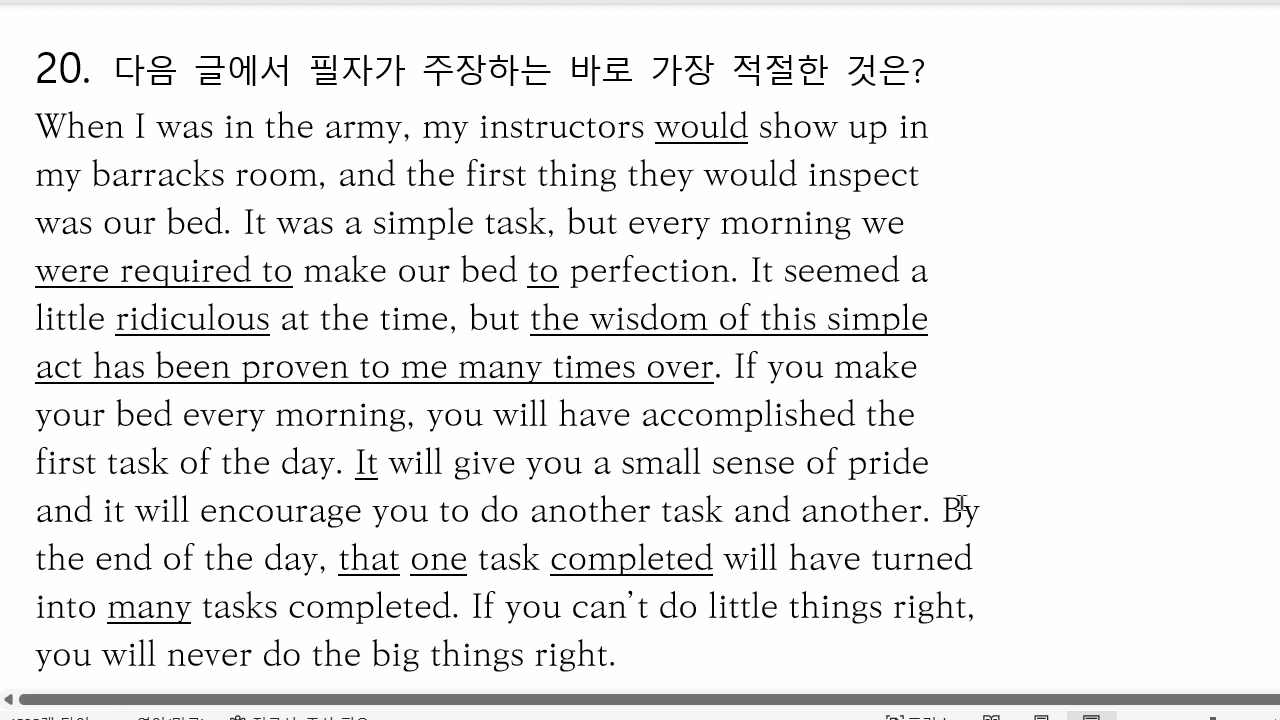 20. 다음 글에서 필자가 주장하는 바로 가장 적절한 것은?
When I was in the army, my instructors would show up in
my barracks room, and the first thing they would inspect
was our bed. It was a simple task, but every morning we
were required to make our bed to perfection. It seemed a
little ridiculous at the time, but the wisdom of this simple
act has been proven to me many times over. If you make
your bed every morning, you will have accomplished the
first task of the day. It will give you a small sense of pride
and it will encourage you to do another task and another. By
the end of the day, that one task completed will have turned
into many tasks completed. If you can’t do little things right,
you will never do the big things right.